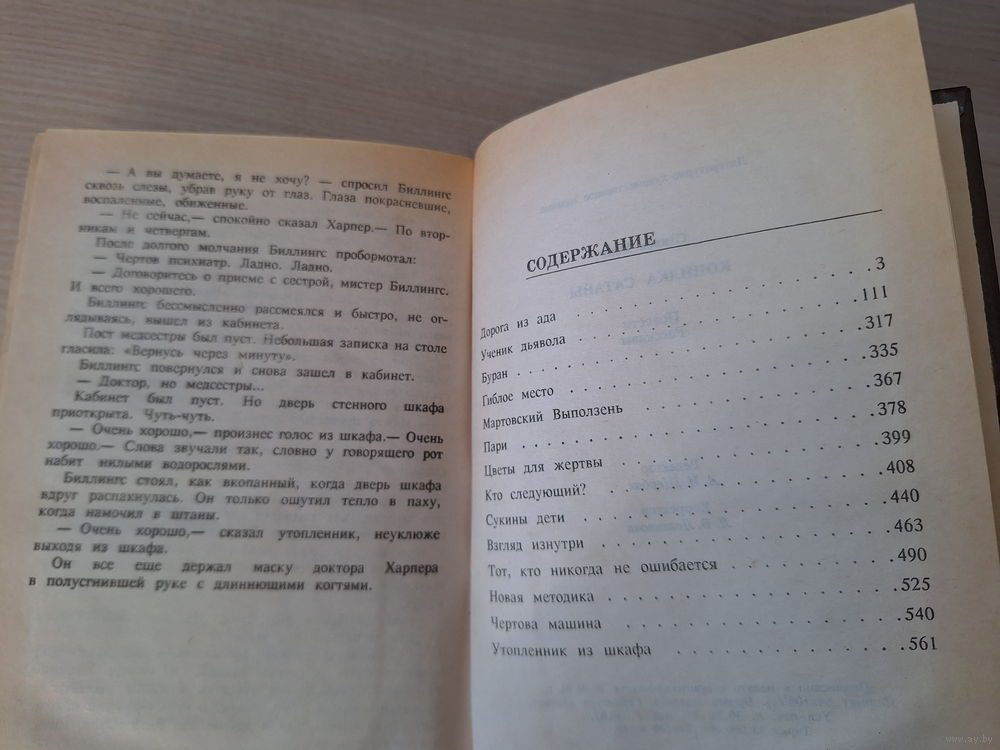 — А вы думаете, я не хочу? — спросил Биллингс
сквозь слезы, убрав руку от глаз. Глаза покрасневшие,
воспаленные, обиженные.
— Не сейчас,— спокойно сказал Харпер.— По втор-
никам и четвергам.
После долгого молчания Биллингс пробормотал:
— Чертов психиатр. Ладно. Ладно.
— Договоритесь о приеме с сестрой, мистер Биллингс.
И всего хорошего.
Биллингс бессмысленно рассмеялся и быстро, не ог-
лядываясь, вышел из кабинета.
Пост медсестры был пуст. Небольшая записка на столе
гласила: «Вернусь через минуту».
Биллингс повернулся и снова зашел в кабинет.
— Доктор, но медсестры...
Кабинет был пуст. Но дверь стенного шкафа
приоткрыта. Чуть-чуть.
— Очень хорошо,— произнес голос из шкафа.— Очень
хорошо.— Слова звучали так, словно у говорящего рот
набит нилыми водорослями.
Биллингс стоял, как вкопанный, когда дверь шкафа
вдруг распахнулась. Он только ощутил тепло в паху,
когда намочил в штаны.
— Очень хорошо,— сказал утопленник, неуклюже
выходя из шкафа.
Он все еще держал маску доктора Харпера
в полусгнившей руке с длиннющими когтями.
СОДЕРЖАНИЕ
Дорога из ада . . . . . . . . . . . 3
Ученик дьявола . . . . . . . . . . . 111
Буран . . . . . . . . . . . . . . . 317
Гиблое место . . . . . . . . . . . . 335
Мартовский Выползень . . . . . . . . 367
Пари . . . . . . . . . . . . . . . . 378
Цветы для жертвы . . . . . . . . . . 399
Кто следующий? . . . . . . . . . . . 408
Сукины дети . . . . . . . . . . . . 440
Взгляд изнутри . . . . . . . . . . . 463
Тот, кто никогда не ошибается . . . . 490
Новая методика . . . . . . . . . . . 525
Чертова машина . . . . . . . . . . . 540
Утопленник из шкафа . . . . . . . . . 561
www.ay.by